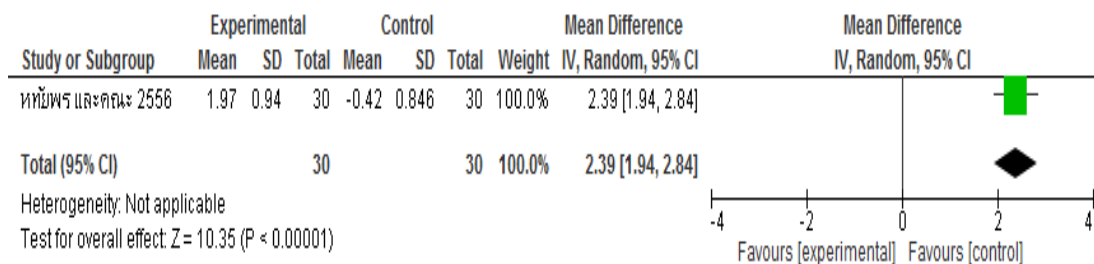 Experimental Control Mean Difference Mean Difference
Study or Subgroup Mean SD Total Mean SD Total Weight IV, Random, 95% CI IV, Random, 95% CI
หทัยพร และคณะ 2556 1.97 0.94 30 -0.42 0.846 30 100.0% 2.39 [1.94, 2.84]
Total (95% CI) 30 30 100.0% 2.39 [1.94, 2.84]
Heterogeneity: Not applicable
Test for overall effect: Z = 10.35 (P < 0.00001)
-4 -2 0 2 4
Favours [experimental] Favours [control]